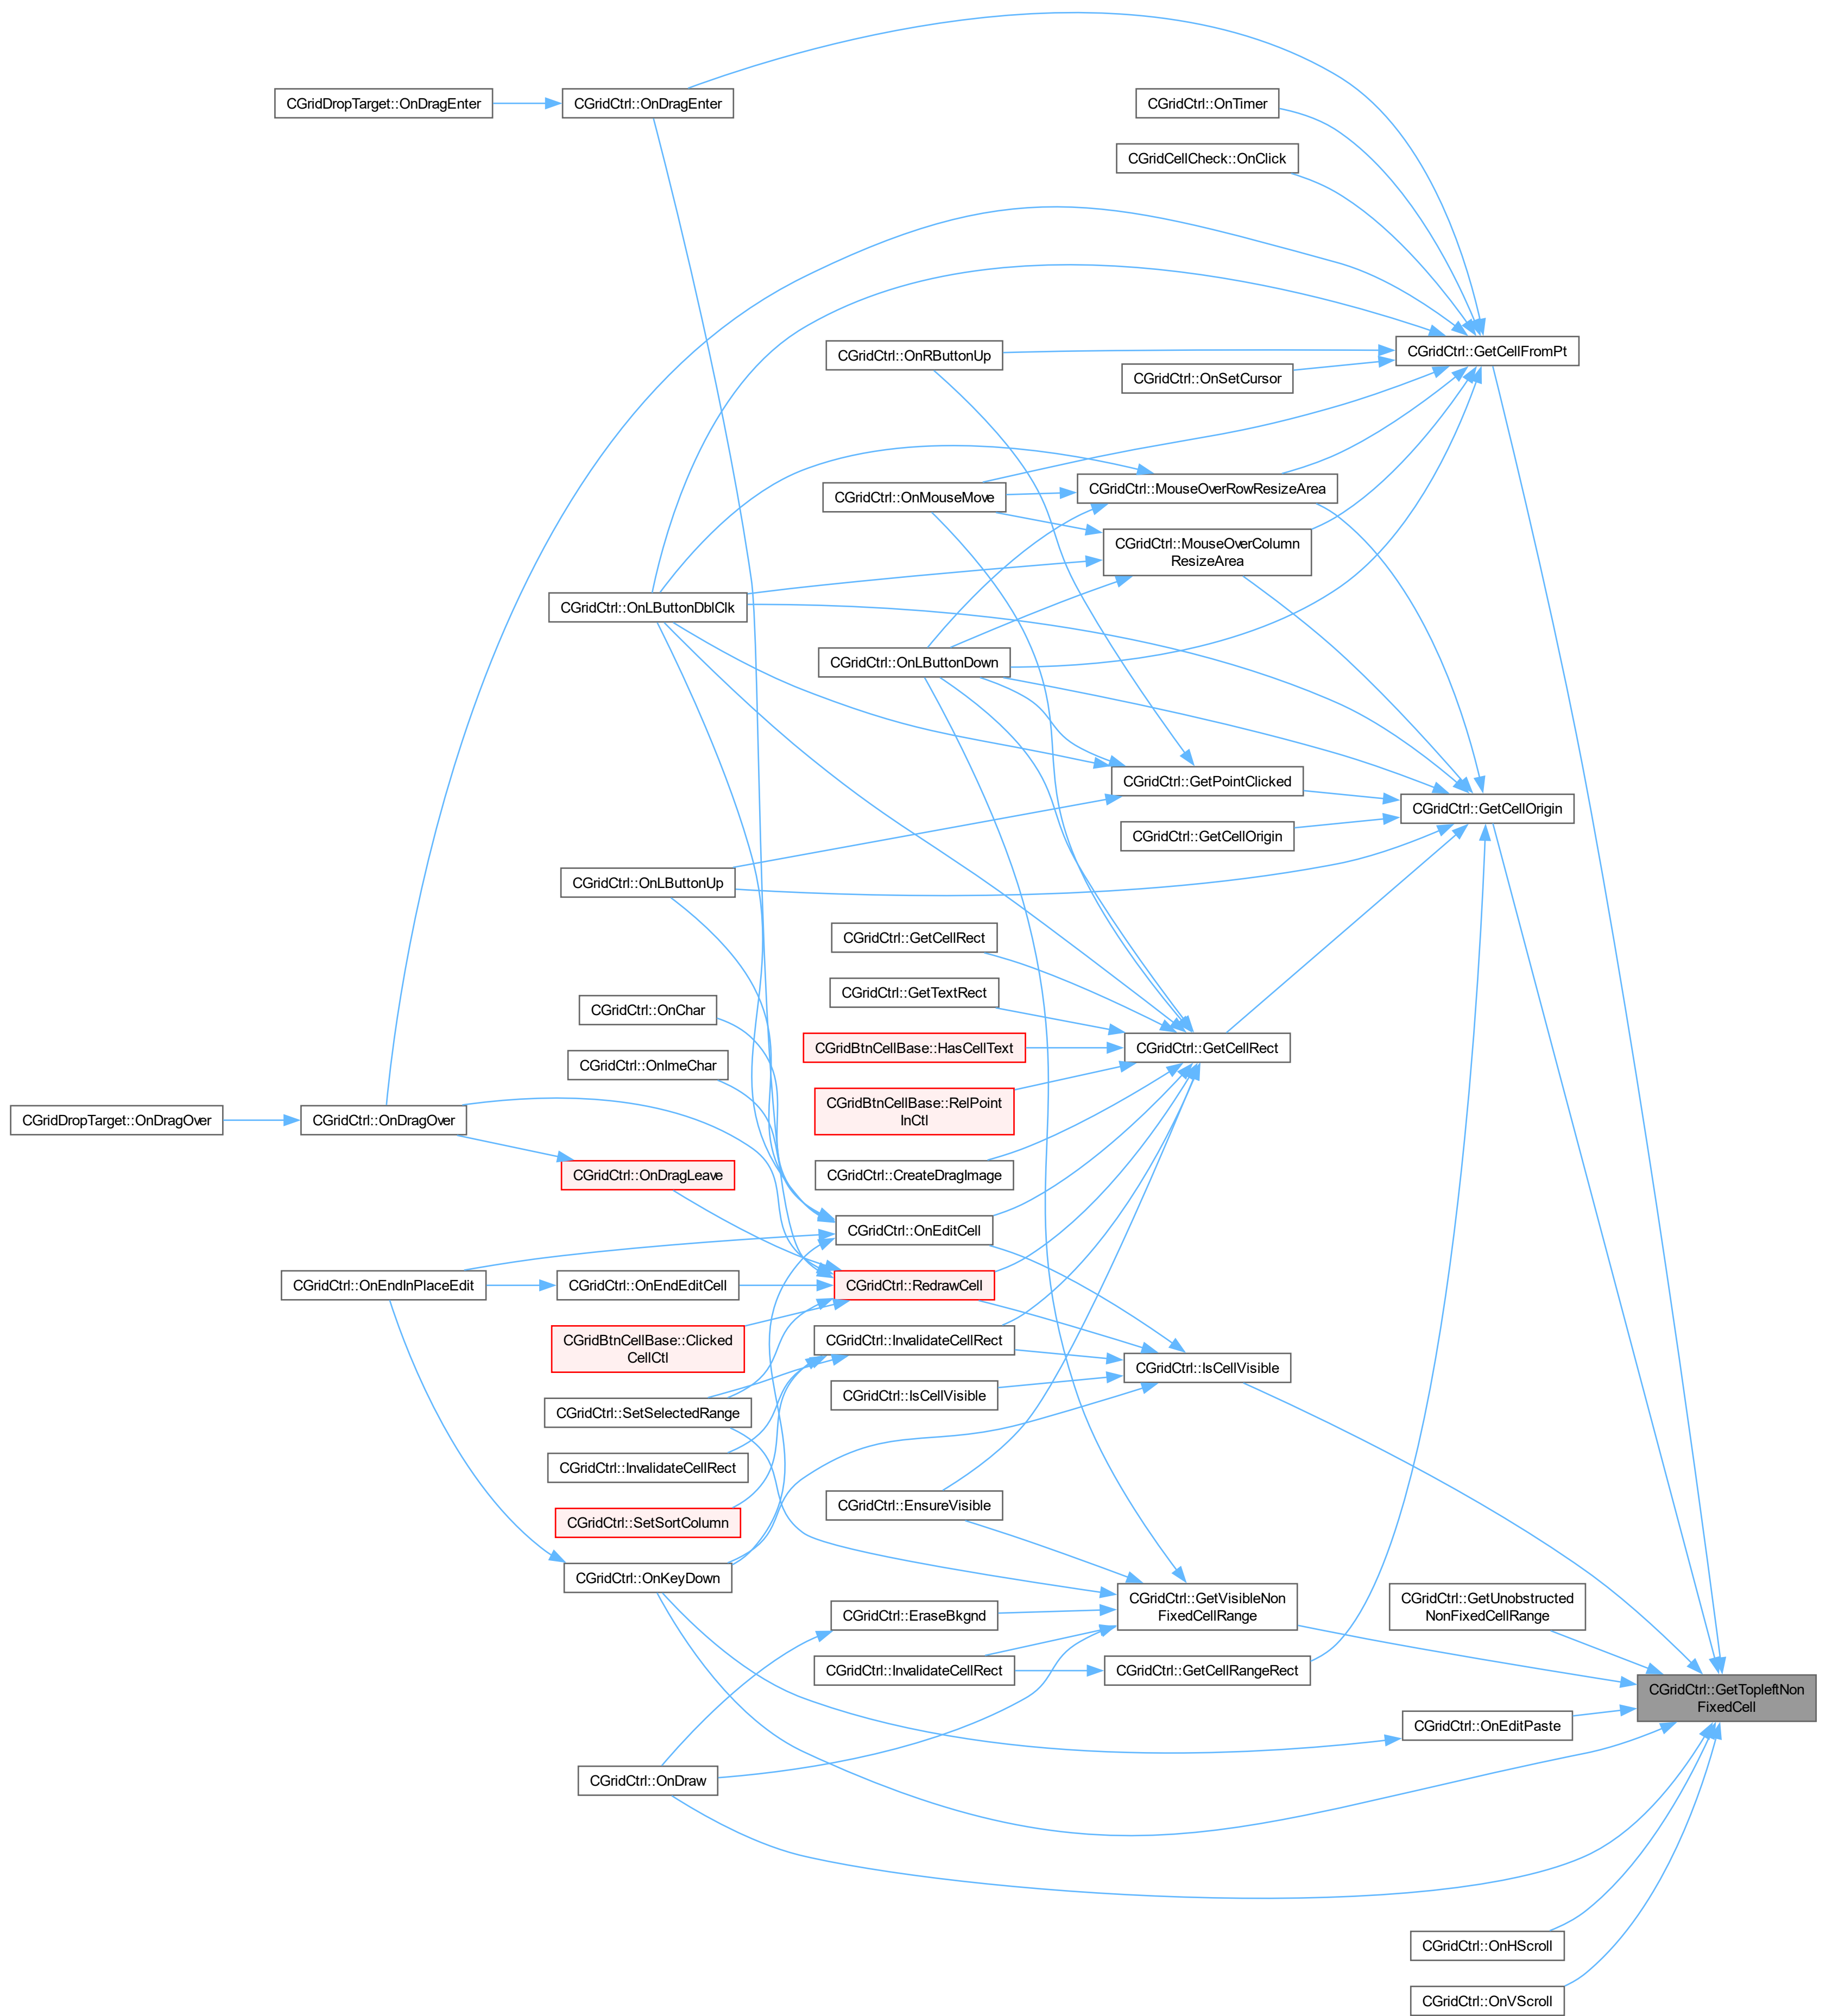 CGridDropTarget::OnDragEnter
CGridCtrl::OnDragEnter
CGridCtrl::OnTimer
CGridCellCheck::OnClick
CGridCtrl::OnRButtonUp
CGridCtrl::GetCellFromPt
CGridCtrl::OnSetCursor
CGridCtrl::MouseOverRowResizeArea
CGridCtrl::OnMouseMove
CGridCtrl::MouseOverColumn
ResizeArea
CGridCtrl::OnLButtonDblClk
CGridCtrl::OnLButtonDown
CGridCtrl::GetPointClicked
CGridCtrl::GetCellOrigin
CGridCtrl::GetCellOrigin
CGridCtrl::OnLButtonUp
CGridCtrl::GetCellRect
CGridCtrl::GetTextRect
CGridCtrl::OnChar
CGridBtnCellBase::HasCellText
CGridCtrl::GetCellRect
CGridCtrl::OnImeChar
CGridBtnCellBase::RelPoint
InCtl
CGridDropTarget::OnDragOver
CGridCtrl::OnDragOver
CGridCtrl::OnDragLeave
CGridCtrl::CreateDragImage
CGridCtrl::OnEditCell
CGridCtrl::OnEndInPlaceEdit
CGridCtrl::OnEndEditCell
CGridCtrl::RedrawCell
CGridBtnCellBase::Clicked
CellCtl
CGridCtrl::InvalidateCellRect
CGridCtrl::IsCellVisible
CGridCtrl::IsCellVisible
CGridCtrl::SetSelectedRange
CGridCtrl::InvalidateCellRect
CGridCtrl::EnsureVisible
CGridCtrl::SetSortColumn
CGridCtrl::OnKeyDown
CGridCtrl::GetVisibleNon
FixedCellRange
CGridCtrl::GetUnobstructed
NonFixedCellRange
CGridCtrl::EraseBkgnd
CGridCtrl::InvalidateCellRect
CGridCtrl::GetCellRangeRect
CGridCtrl::GetTopleftNon
FixedCell
CGridCtrl::OnEditPaste
CGridCtrl::OnDraw
CGridCtrl::OnHScroll
CGridCtrl::OnVScroll